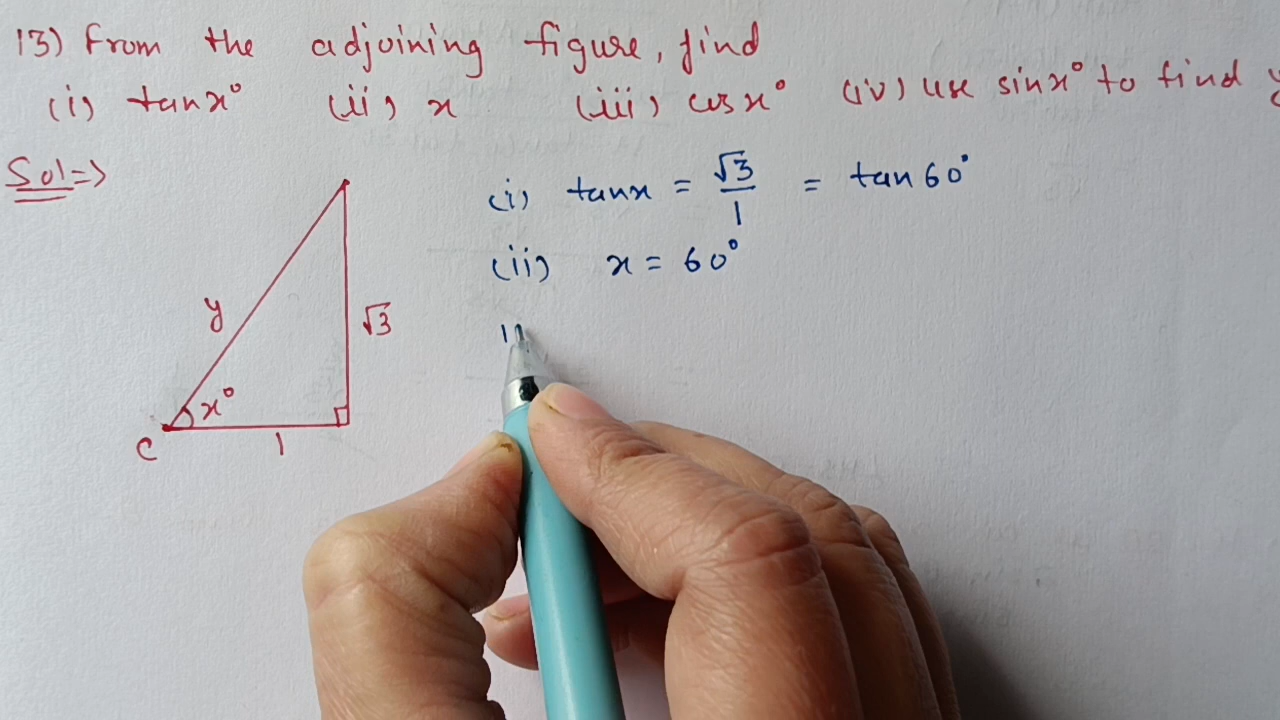 13) From the adjoining figure, find
(i) tanx° (ii) x (iii) cosx° (iv) use sinx° to find y
Sol=>
(i) tanx = √3/1 = tan60°
(ii) x = 60°
y
√3
x°
C
1